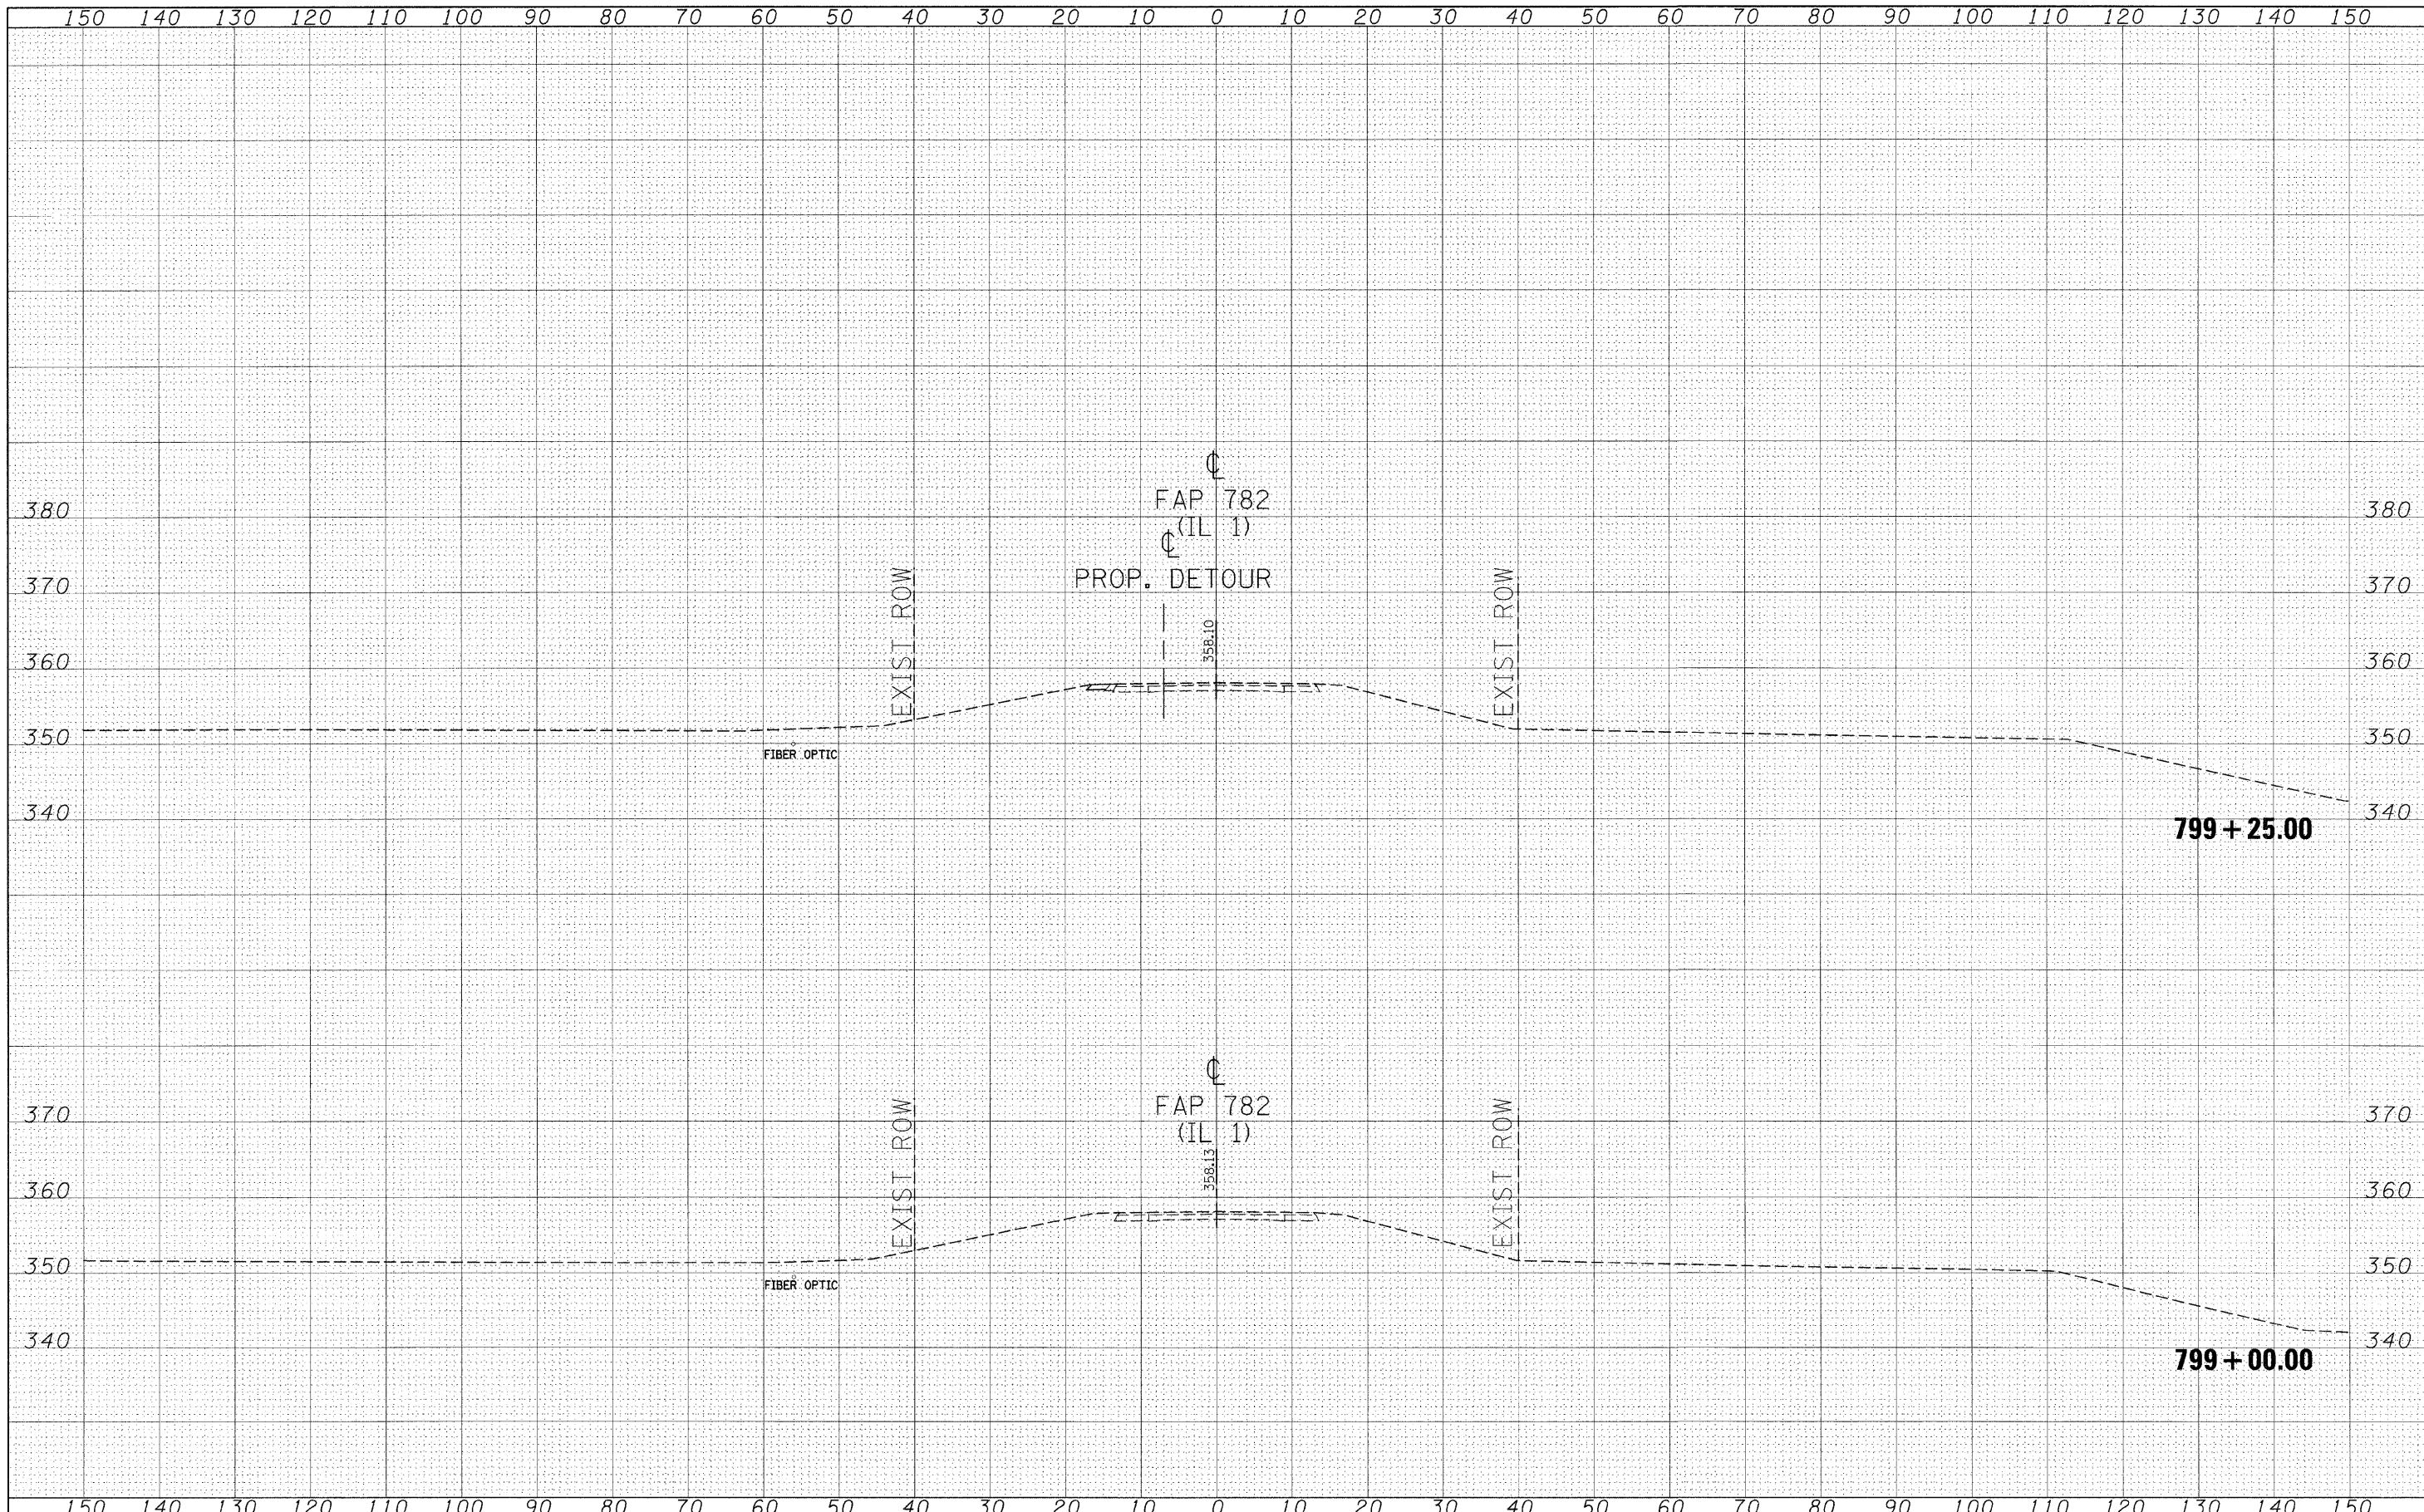 150 140 130 120 110 100 90 80 70 60 50 40 30 20 10 0 10 20 30 40 50 60 70 80 90 100 110 120 130 140 150
℄
FAP 782
(IL 1)
380 380
℄
PROP. DETOUR
370 370
EXIST ROW
EXIST ROW
358.10
360 360
350 350
FIBER OPTIC
340 340
799+25.00
℄
FAP 782
(IL 1)
370 370
EXIST ROW
EXIST ROW
358.13
360 360
350 350
FIBER OPTIC
340 340
799+00.00
150 140 130 120 110 100 90 80 70 60 50 40 30 20 10 0 10 20 30 40 50 60 70 80 90 100 110 120 130 140 150